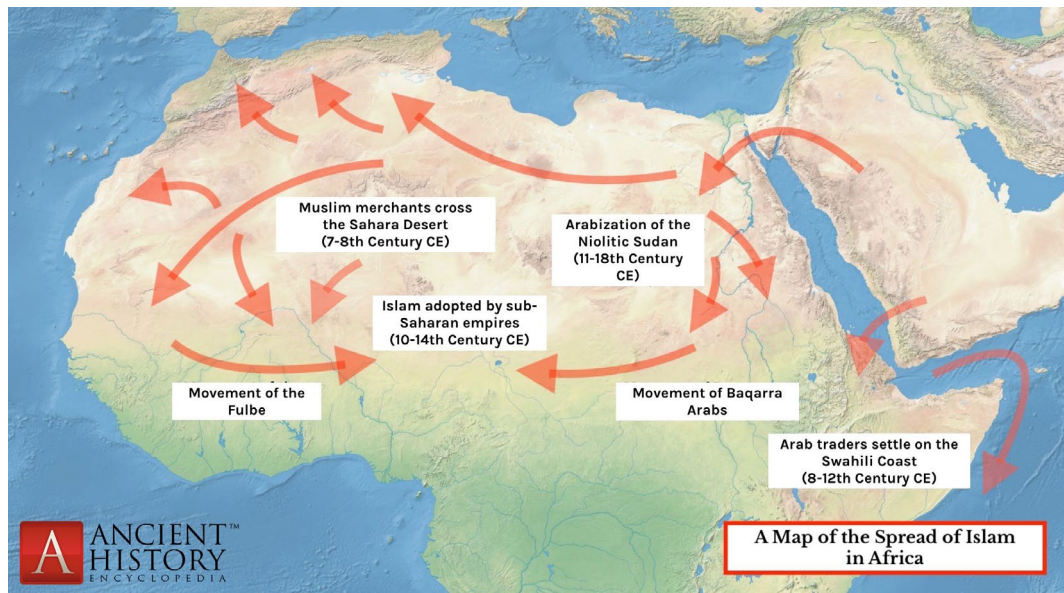 Muslim merchants cross
the Sahara Desert
(7-8th Century CE)
Arabization of the
Niolitic Sudan
(11-18th Century
CE)
Islam adopted by sub-
Saharan empires
(10-14th Century CE)
Movement of the
Fulbe
Movement of Baqarra
Arabs
Arab traders settle on the
Swahili Coast
(8-12th Century CE)
A
ANCIENT™
HISTORY
ENCYCLOPEDIA
A Map of the Spread of Islam
in Africa